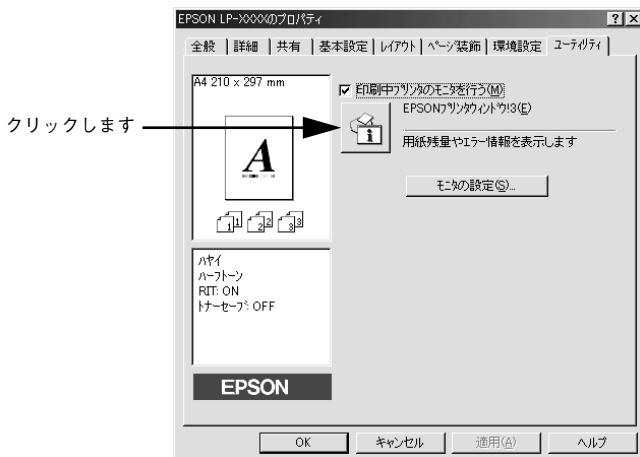 EPSON LP-XXXXのプロパティ
? ×
全般 詳細 共有 基本設定 レイアウト ページ装飾 環境設定 ユーティリティ
A4 210 x 297 mm
A
1 1 2 2 3 3
ハヤイ
ハーフトーン
RIT: ON
トナーセーブ: OFF
EPSON
印刷中プリンタのモニタを行う(M)
EPSONプリンタウィンドウ!3(E)
クリックします
用紙残量やエラー情報を表示します
モニタの設定(S)...
OK キャンセル 適用(A) ヘルプ